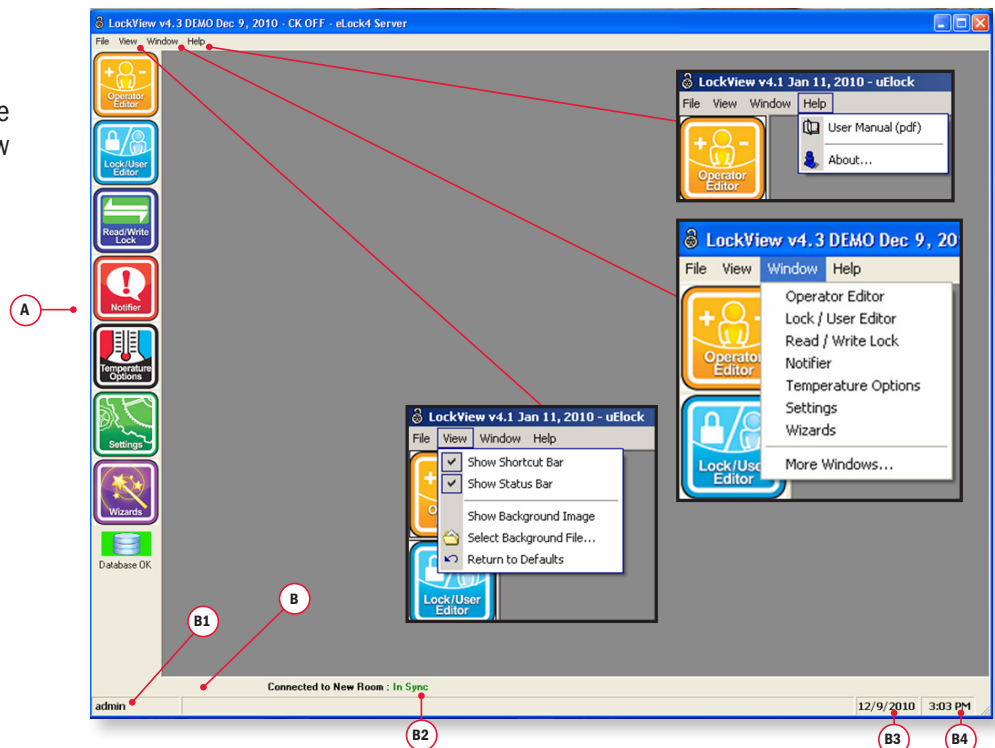 LockView v4.3 DEMO Dec 9, 2010 - CK OFF - eLock4 Server
File View Window Help
Operator
Editor
Lock/User
Editor
Read/Write
Lock
Notifier
Temperature
Options
Settings
Wizards
Database OK
A
LockView v4.1 Jan 11, 2010 - uElock
File View Window Help
User Manual (pdf)
About...
Operator
Editor
LockView v4.3 DEMO Dec 9, 20
File View Window Help
Operator Editor
Lock / User Editor
Read / Write Lock
Notifier
Temperature Options
Settings
Wizards
More Windows...
Operator
Editor
Lock/Use
Editor
LockView v4.1 Jan 11, 2010 - uElock
File View Window Help
Show Shortcut Bar
Show Status Bar
Show Background Image
Select Background File...
Return to Defaults
Lock/User
Editor
B
B1
Connected to New Room : In Sync
admin
12/9/2010 3:03 PM
B2
B3
B4